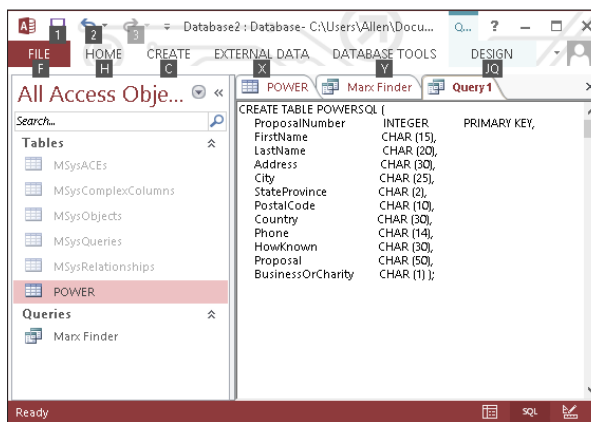 Database2 : Database- C:\Users\Allen\Docu... Q... ?
1 2 3
FILE HOME CREATE EXTERNAL DATA DATABASE TOOLS DESIGN
F H C X Y JQ
All Access Obje... «
POWER Marx Finder Query1
Search...
Tables
MSysACEs
MSysComplexColumns
MSysObjects
MSysQueries
MSysRelationships
POWER
Queries
Marx Finder
CREATE TABLE POWERSQL (
ProposalNumber INTEGER PRIMARY KEY,
FirstName CHAR (15),
LastName CHAR (20),
Address CHAR (30),
City CHAR (25),
StateProvince CHAR (2),
PostalCode CHAR (10),
Country CHAR (30),
Phone CHAR (14),
HowKnown CHAR (30),
Proposal CHAR (50),
BusinessOrCharity CHAR (1) );
Ready SQL